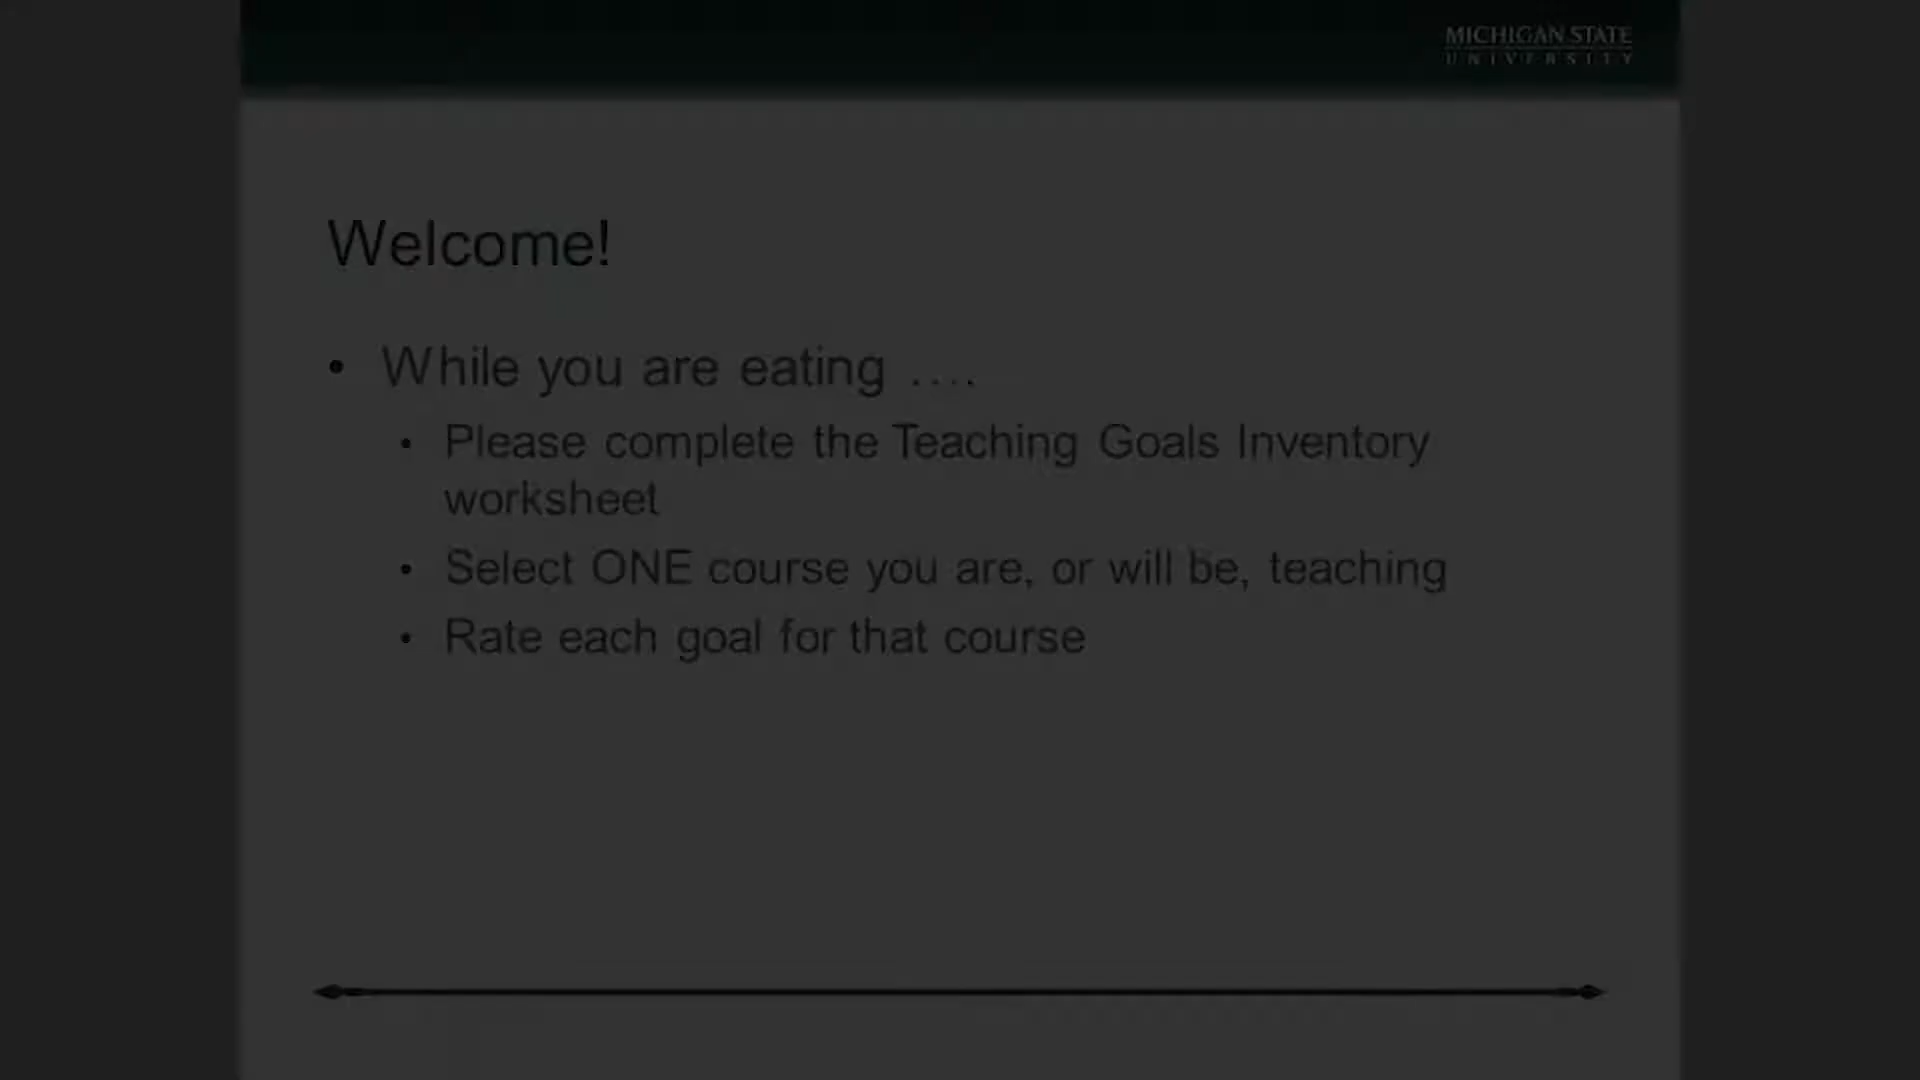 MICHIGAN STATE
UNIVERSITY
Welcome!
• While you are eating ....
• Please complete the Teaching Goals Inventory
worksheet
• Select ONE course you are, or will be, teaching
• Rate each goal for that course